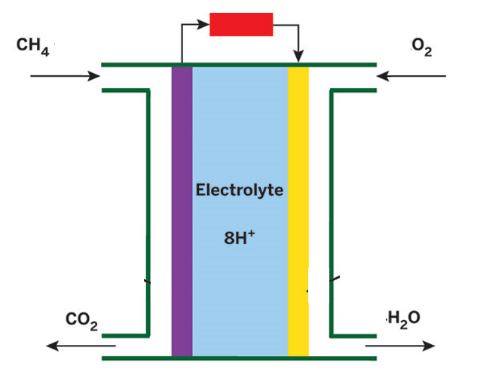 CH₄
O₂
Electrolyte
8H⁺
CO₂
H₂O